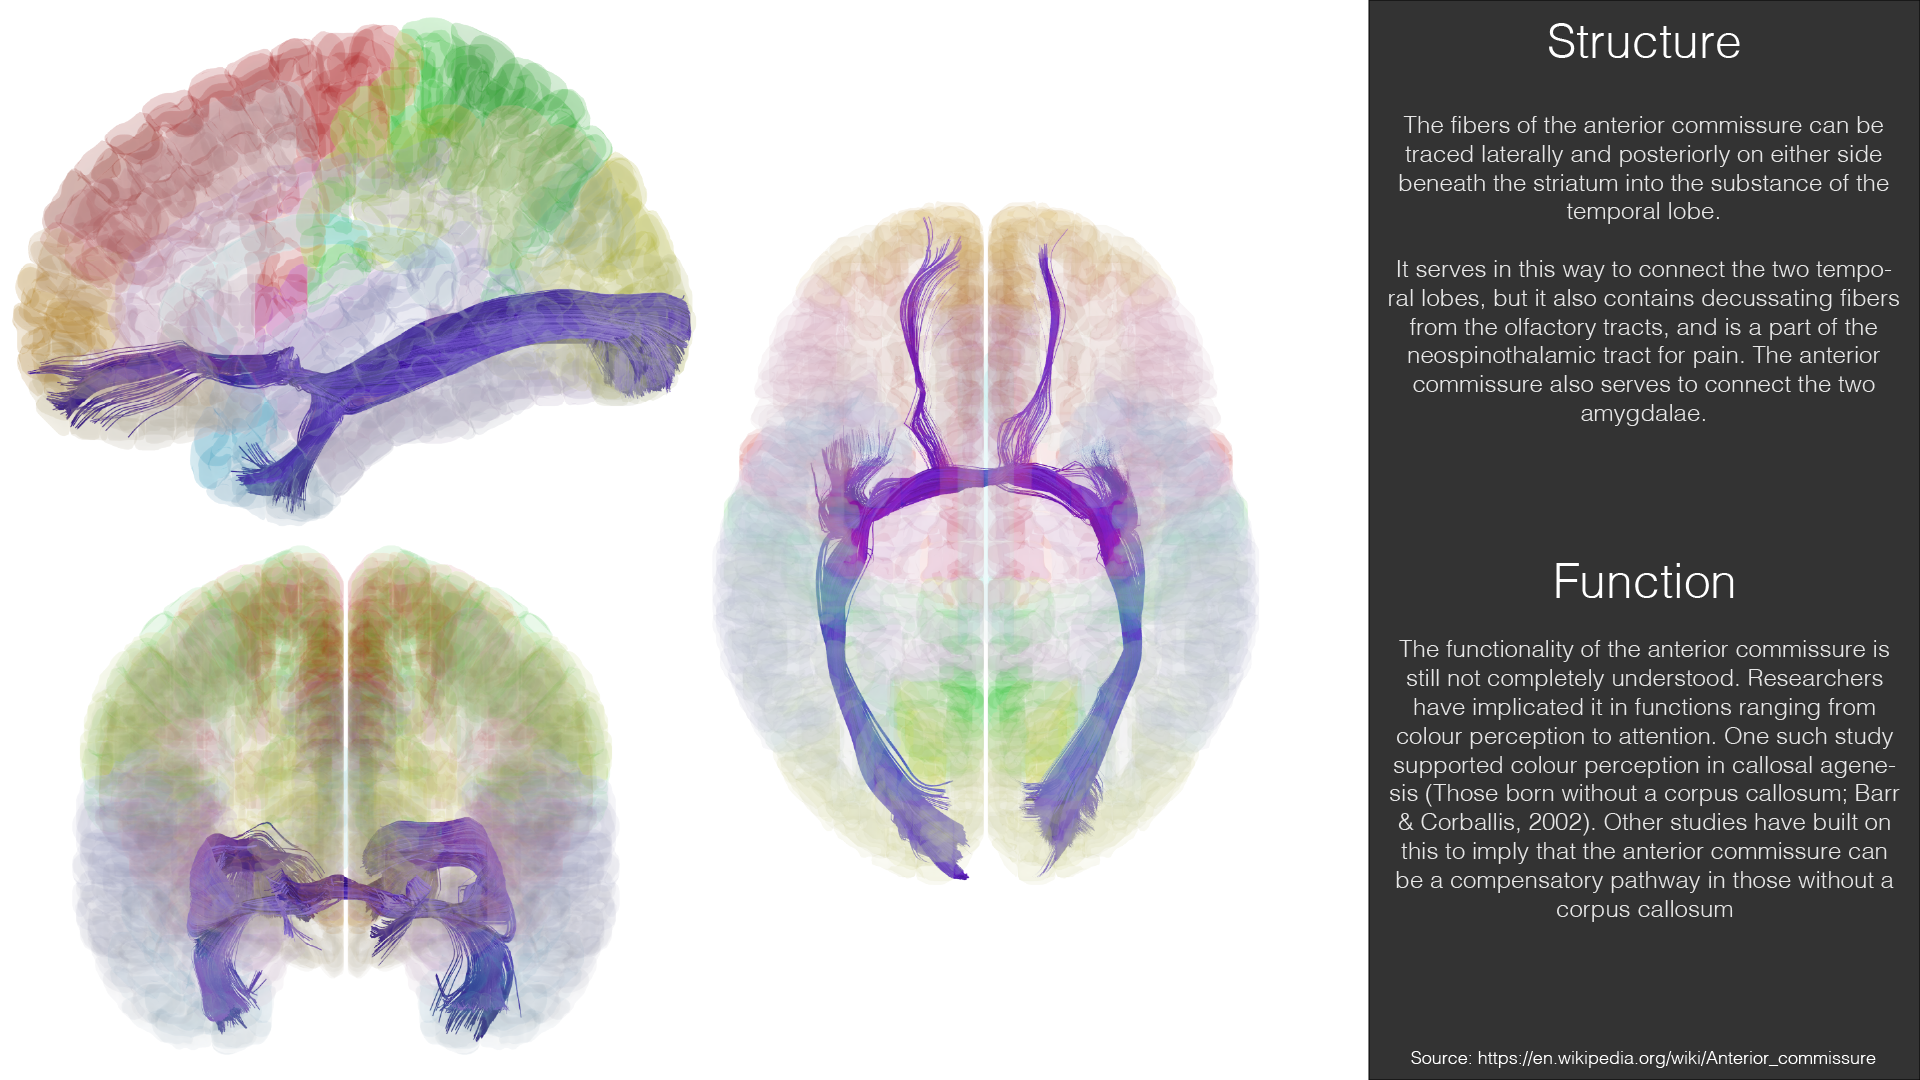 Structure
The fibers of the anterior commissure can be
traced laterally and posteriorly on either side
beneath the striatum into the substance of the
temporal lobe.
It serves in this way to connect the two tempo-
ral lobes, but it also contains decussating fibers
from the olfactory tracts, and is a part of the
neospinothalamic tract for pain. The anterior
commissure also serves to connect the two
amygdalae.
Function
The functionality of the anterior commissure is
still not completely understood. Researchers
have implicated it in functions ranging from
colour perception to attention. One such study
supported colour perception in callosal agene-
sis (Those born without a corpus callosum; Barr
& Corballis, 2002). Other studies have built on
this to imply that the anterior commissure can
be a compensatory pathway in those without a
corpus callosum
Source: https://en.wikipedia.org/wiki/Anterior_commissure